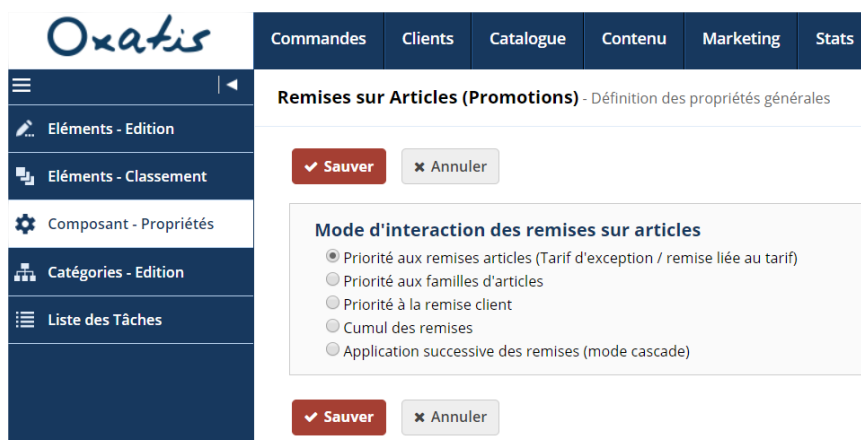 Oxatis
Commandes Clients Catalogue Contenu Marketing Stats
Remises sur Articles (Promotions) - Définition des propriétés générales
Eléments - Edition
Eléments - Classement
Composant - Propriétés
Catégories - Edition
Liste des Tâches
Sauver Annuler
Mode d'interaction des remises sur articles
Priorité aux remises articles (Tarif d'exception / remise liée au tarif)
Priorité aux familles d'articles
Priorité à la remise client
Cumul des remises
Application successive des remises (mode cascade)
Sauver Annuler